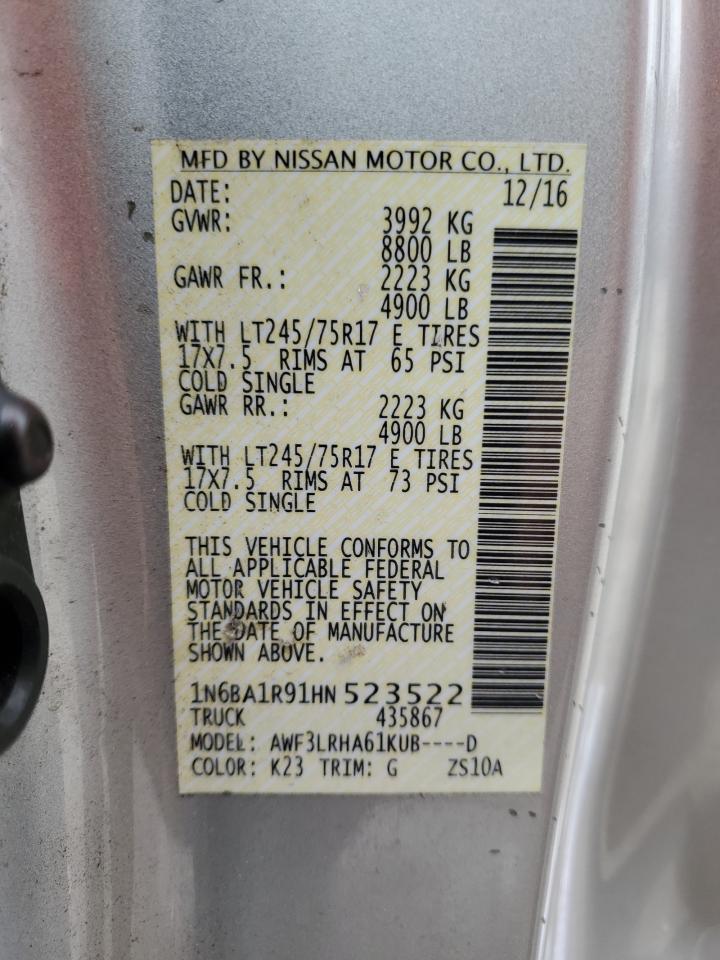 MFD BY NISSAN MOTOR CO., LTD.
DATE: 12/16
GVWR: 3992 KG
8800 LB
GAWR FR.: 2223 KG
4900 LB
WITH LT245/75R17 E TIRES
17X7.5 RIMS AT 65 PSI
COLD SINGLE
GAWR RR.: 2223 KG
4900 LB
WITH LT245/75R17 E TIRES
17X7.5 RIMS AT 73 PSI
COLD SINGLE
THIS VEHICLE CONFORMS TO
ALL APPLICABLE FEDERAL
MOTOR VEHICLE SAFETY
STANDARDS IN EFFECT ON
THE DATE OF MANUFACTURE
SHOWN ABOVE.
1N6BA1R91HN 523522
TRUCK 435867
MODEL: AWF3LRHA61KUB----D
COLOR: K23 TRIM: G ZS10A